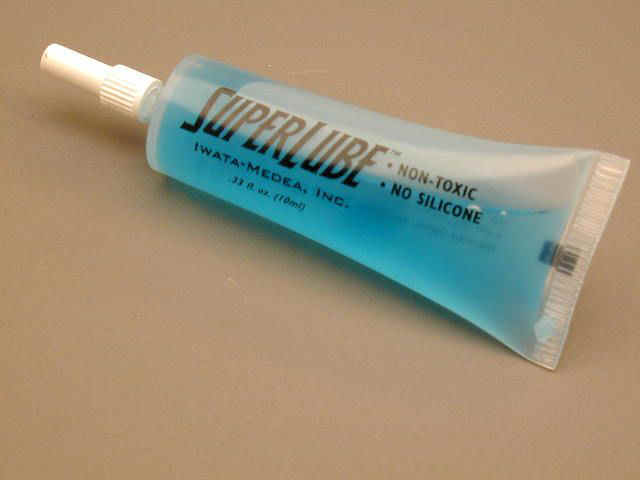 SUPERLUBE™
IWATA-MEDEA, INC.
.33 fl oz. (10ml)
• NON-TOXIC
• NO SILICONE